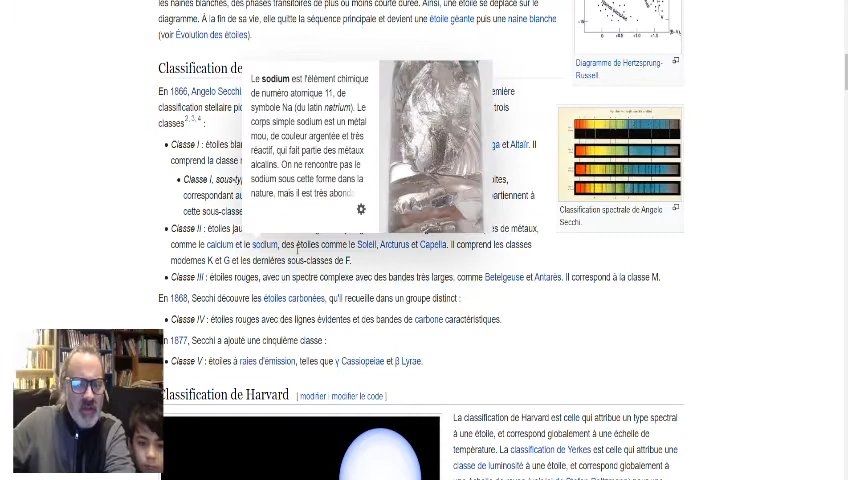 les naines blanches, des phases transitoires de plus ou moins courte durée. Ainsi, une étoile se déplace sur le
diagramme. À la fin de sa vie, elle quitte la séquence principale et devient une étoile géante puis une naine blanche
(voir Évolution des étoiles).
Diagramme de Hertzsprung-
Russell.
Classification de
En 1866, Angelo Secchi
classification stellaire
classes2, 3, 4 :
trois
Le sodium est l'élément chimique
de numéro atomique 11, de
symbole Na (du latin natrium). Le
corps simple sodium est un métal
mou, de couleur argentée et très
réactif, qui fait partie des métaux
alcalins. On ne rencontre pas le
sodium sous cette forme dans la
nature, mais il est très abond
• Classe I : étoiles
et Altaïr. Il
comprend la classe
• Classe I,
correspondant
à
cette sous-classe
Classification spectrale de Angelo
Secchi.
• Classe II : étoiles
de métaux,
comme le calcium et le sodium, des étoiles comme le Soleil, Arcturus et Capella. Il comprend les classes
modernes K et G et les dernières sous-classes de F.
• Classe III : étoiles rouges, avec un spectre complexe avec des bandes très larges, comme Betelgeuse et Antarès. Il correspond à la classe M.
En 1868, Secchi découvre les étoiles carbonées, qu'il recueille dans un groupe distinct :
• Classe IV : étoiles rouges avec des lignes évidentes et des bandes de carbone caractéristiques.
En 1877, Secchi a ajouté une cinquième classe :
• Classe V : étoiles à raies d'émission, telles que γ Cassiopeiae et β Lyrae.
Classification de Harvard [ modifier | modifier le code ]
La classification de Harvard est celle qui attribue un type spectral
à une étoile, et correspond globalement à une échelle de
température. La classification de Yerkes est celle qui attribue une
classe de luminosité à une étoile, et correspond globalement à